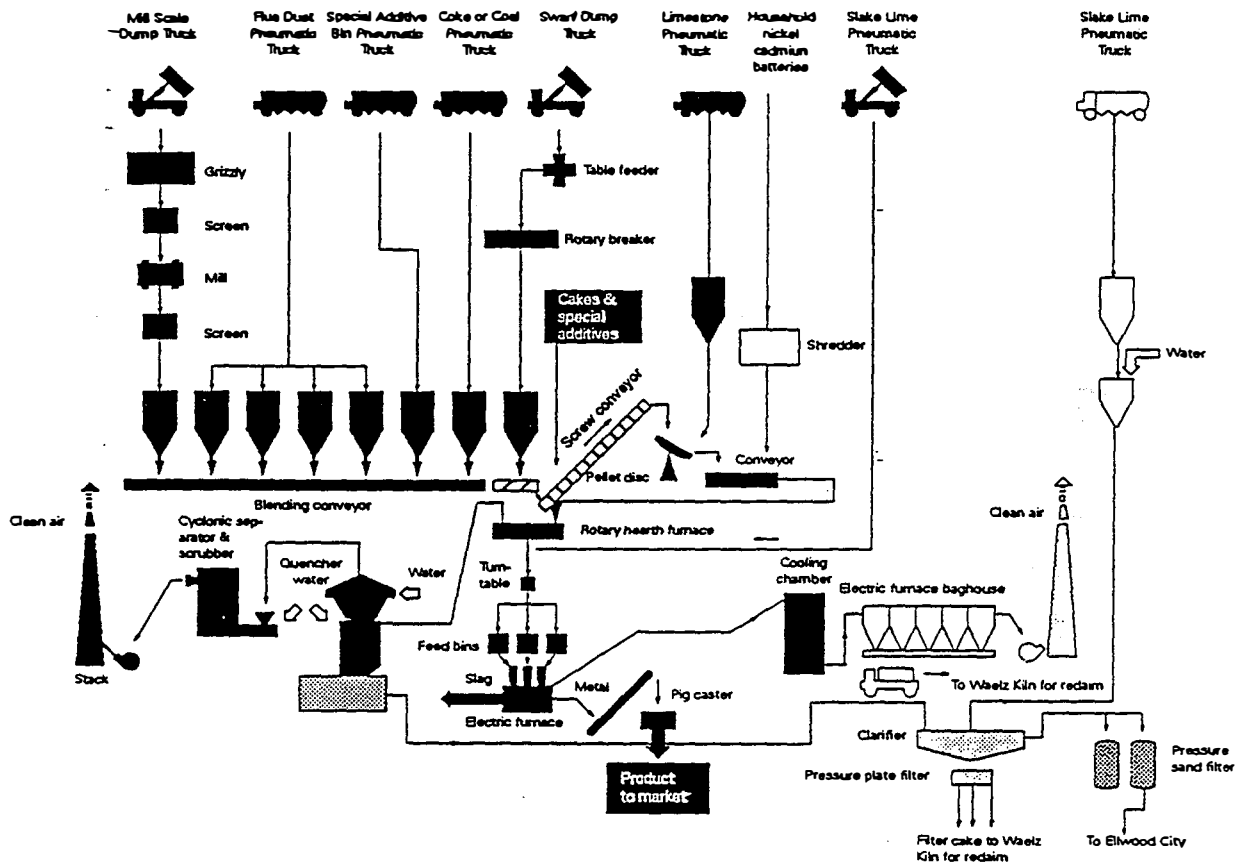 Mill Scale
Dump Truck
Flue Dust
Pneumatic
Truck
Special Additive
Bin Pneumatic
Truck
Coke or Coal
Pneumatic
Truck
Swarf Dump
Truck
Limestone
Pneumatic
Truck
Household
nickel
cadmiun
batteries
Slake Lime
Pneumatic
Truck
Slake Lime
Pneumatic
Truck
Grizzly
Table feeder
Screen
Rotary breaker
Mill
Cakes &
special
additives
Screen
Shredder
Water
Screw conveyor
Pellet disc
Conveyor
Blending conveyor
Clean air
Cyclonic sep-
arator &
scrubber
Rotary hearth furnace
Clean air
Quencher
water
Water
Turn-
table
Cooling
chamber
Electric furnace baghouse
Feed bins
Stack
Slag
Metal
Pig caster
To Waelz Kiln for redaim
Electric furnace
Clarifier
Pressure
sand filter
Product
to market
Pressure plate filter
Filter cake to Waelz
Kiln for redaim
To Ellwood City